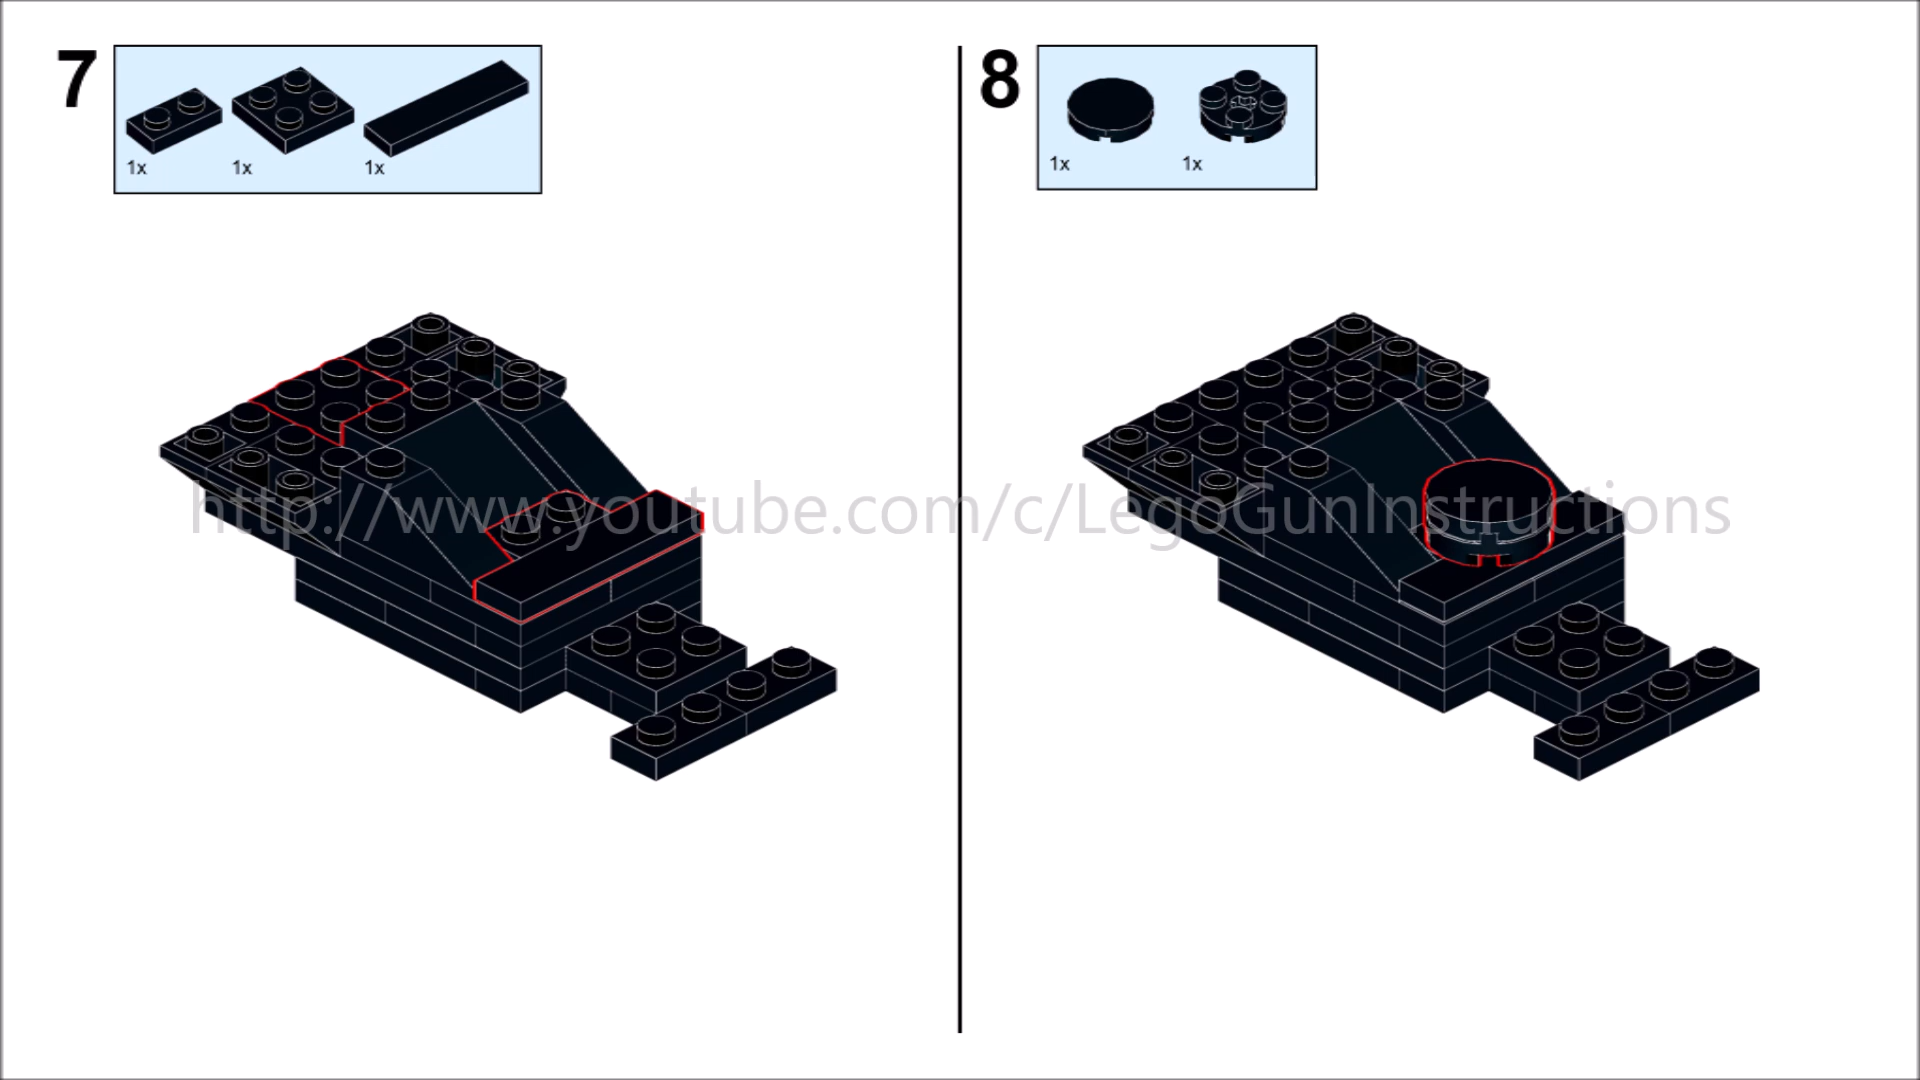 7
1x 1x 1x
8
1x 1x
http://www.youtube.com/c/LegoGunInstructions